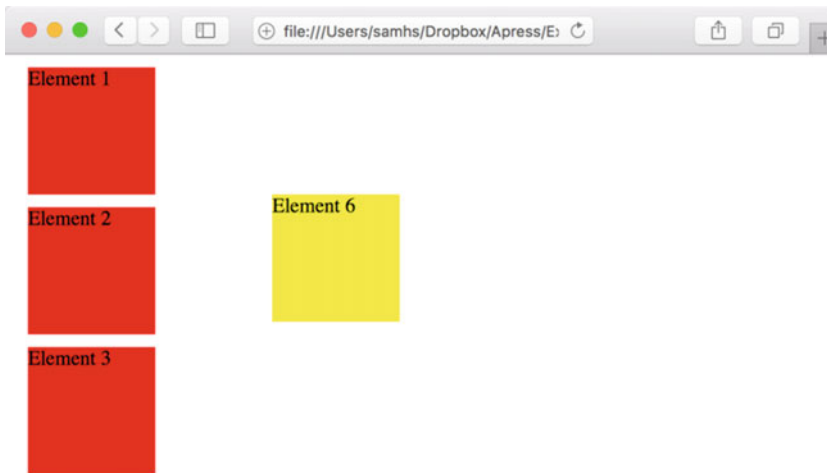 file:///Users/samhs/Dropbox/Apress/E
Element 1
Element 6
Element 2
Element 3